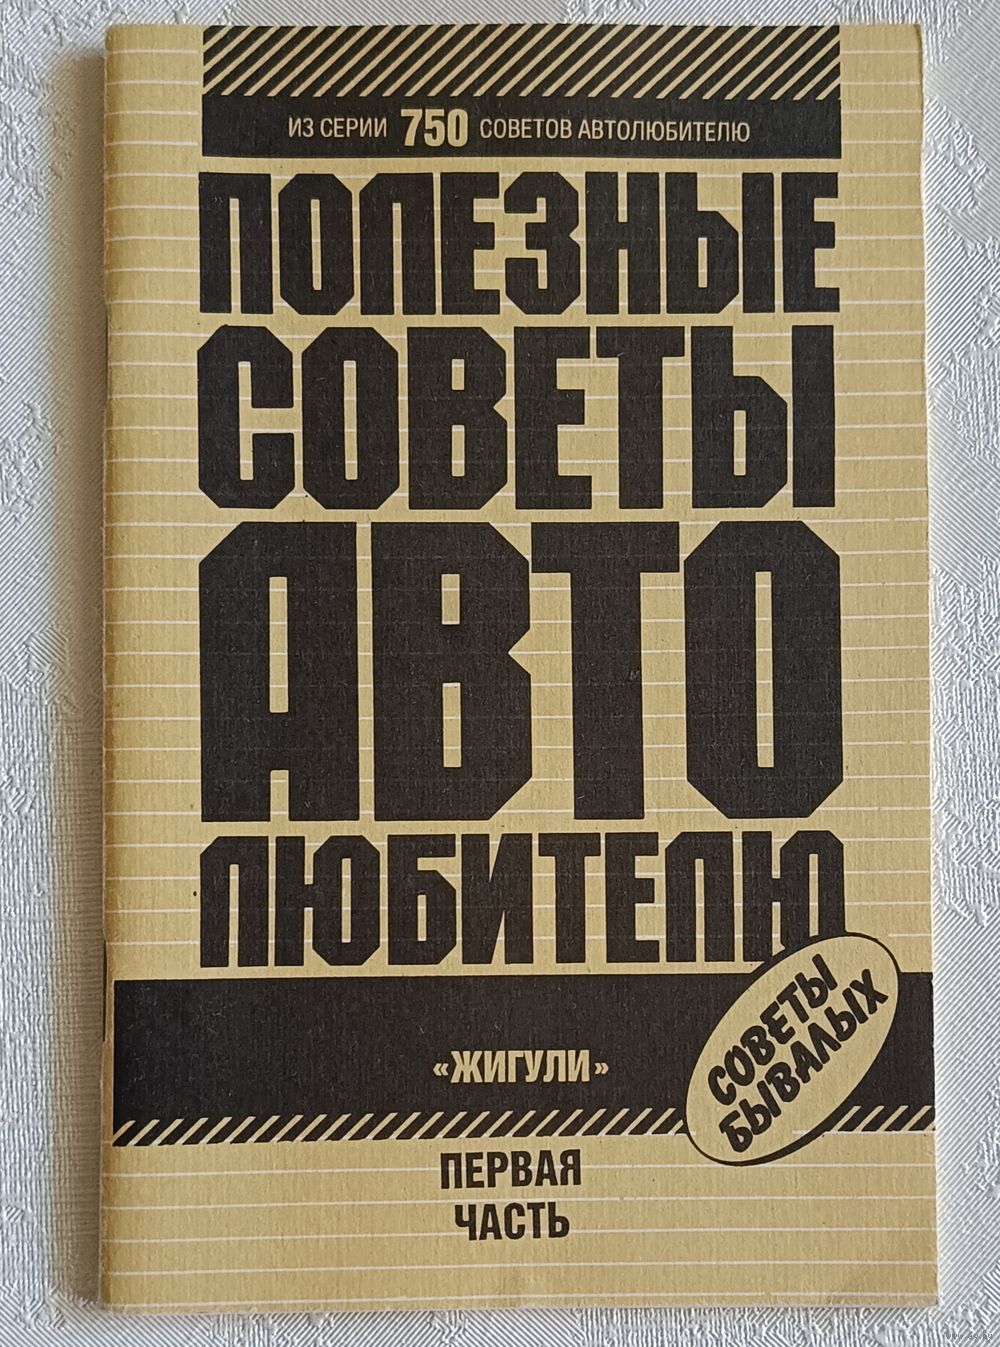 ИЗ СЕРИИ 750 СОВЕТОВ АВТОЛЮБИТЕЛЮ
ПОЛЕЗНЫЕ
СОВЕТЫ
АВТО
ЛЮБИТЕЛЮ
«ЖИГУЛИ»
СОВЕТЫ
БЫВАЛЫХ
ПЕРВАЯ
ЧАСТЬ